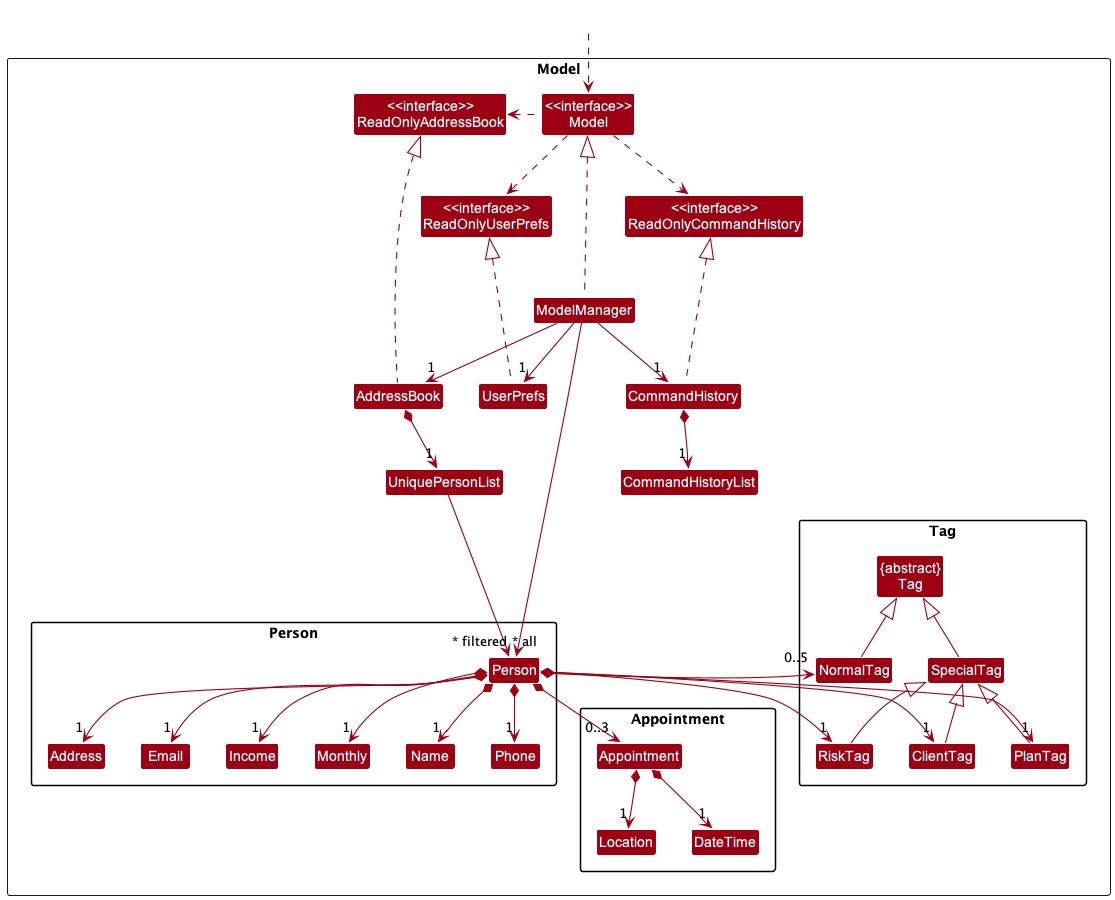 Model
<<interface>>
ReadOnlyAddressBook
<<interface>>
Model
<<interface>>
ReadOnlyUserPrefs
<<interface>>
ReadOnlyCommandHistory
ModelManager
1
1
1
AddressBook
UserPrefs
CommandHistory
1
1
UniquePersonList
CommandHistoryList
Tag
{abstract}
Tag
Person
* filtered
* all
0..5
Person
NormalTag
SpecialTag
Appointment
1
1
1
1
1
1
0..3
1
1
1
Address
Email
Income
Monthly
Name
Phone
Appointment
RiskTag
ClientTag
PlanTag
1
1
Location
DateTime